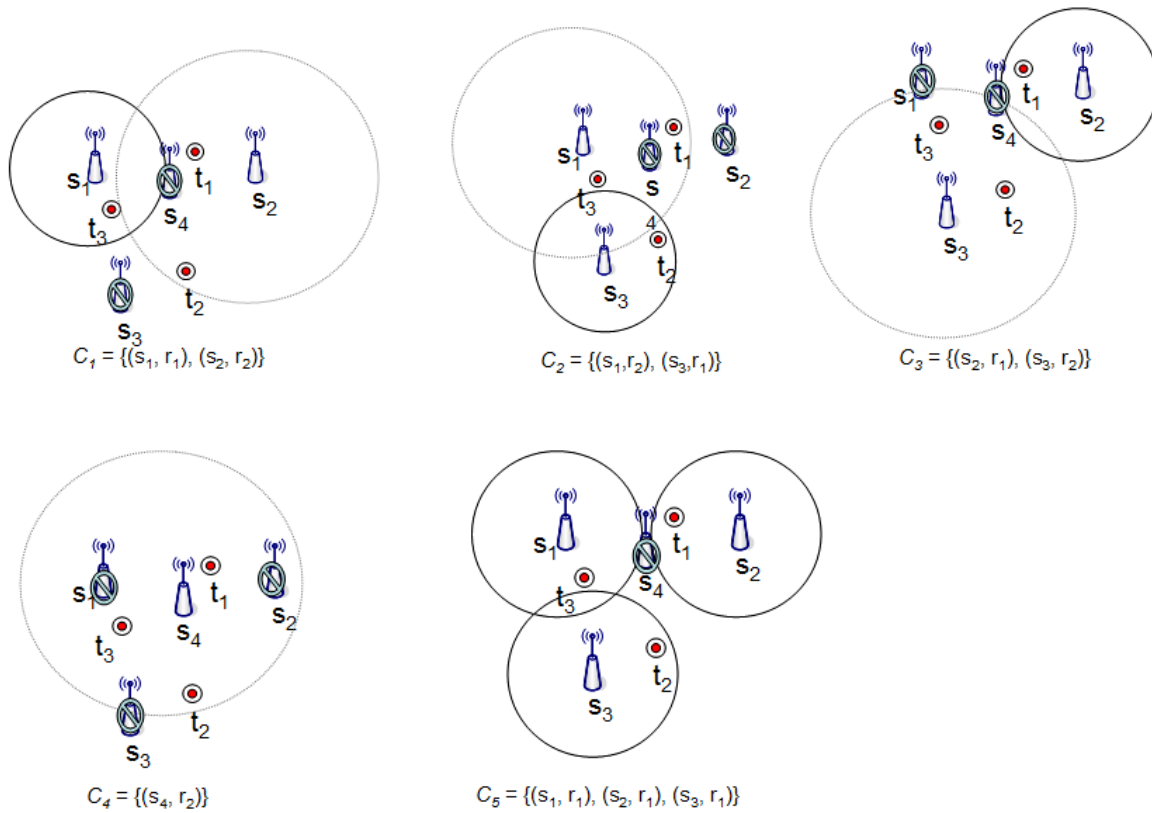 s1
s4
t1
s2
t3
t2
s3
C1 = {(s1, r1), (s2, r2)}
s1
s
4
t1
s2
t3
t2
s3
C2 = {(s1,r2), (s3,r1)}
s1
s4
t1
s2
t3
t2
s3
C3 = {(s2, r1), (s3, r2)}
s1
s4
t1
s2
t3
t2
s3
C4 = {(s4, r2)}
s1
s4
t1
s2
t3
t2
s3
C5 = {(s1, r1), (s2, r1), (s3, r1)}